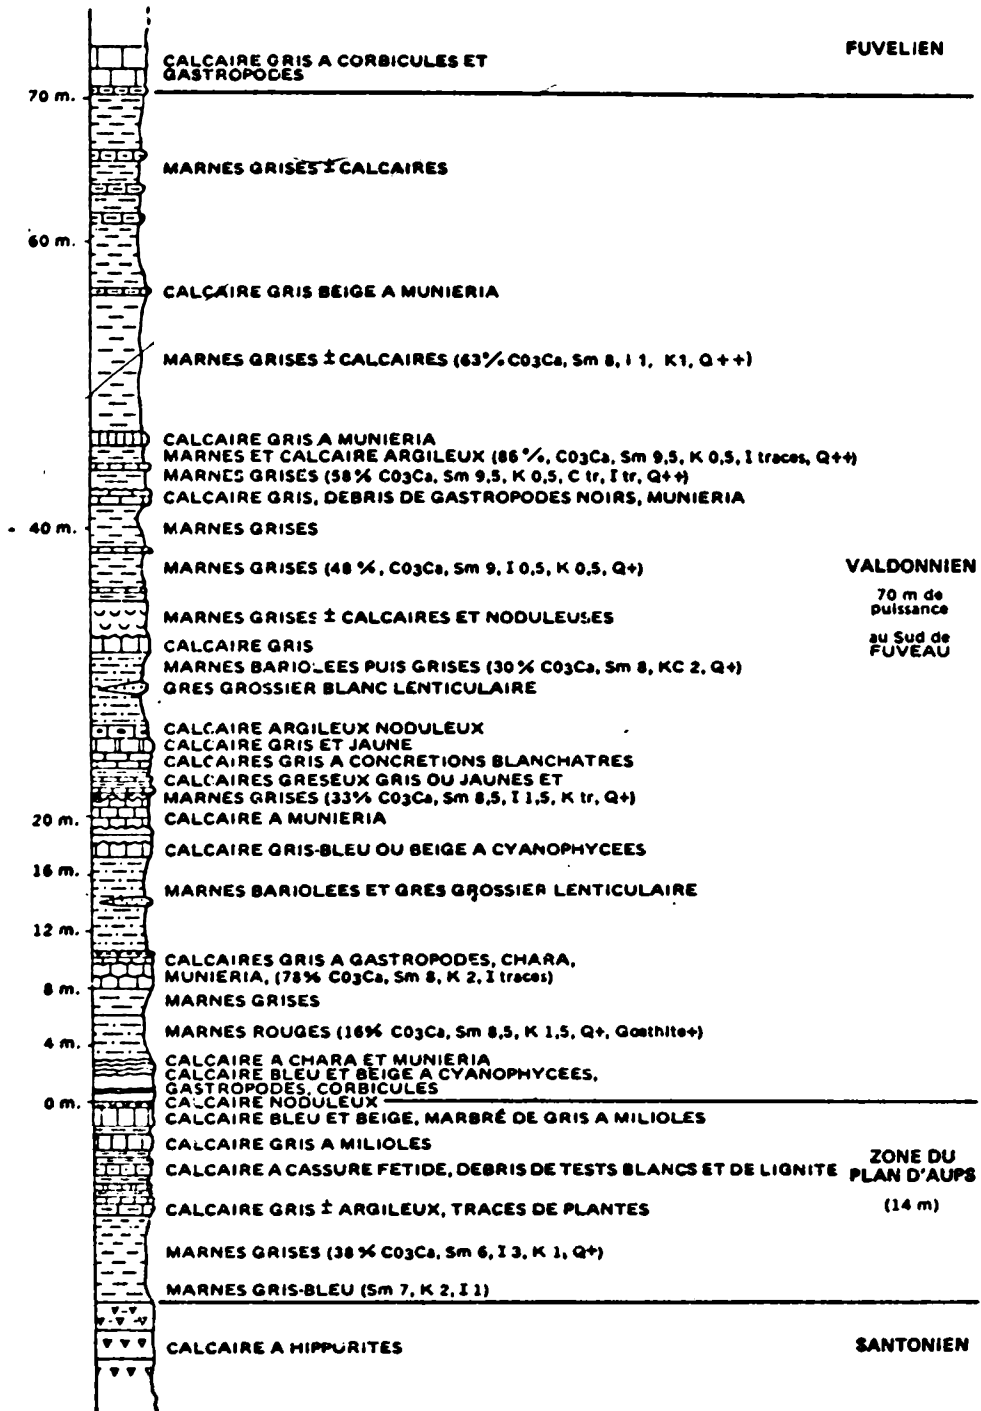 FUVELIEN
CALCAIRE GRIS A CORBICULES ET
GASTROPODES
70 m.
MARNES GRISES ± CALCAIRES
60 m.
CALCAIRE GRIS BEIGE A MUNIERIA
MARNES GRISES ± CALCAIRES (63% CO3Ca, Sm 8, I 1, K1, Q++)
CALCAIRE GRIS A MUNIERIA
MARNES ET CALCAIRE ARGILEUX (86 %, CO3Ca, Sm 9,5, K 0,5, I traces, Q++)
MARNES GRISES (58% CO3Ca, Sm 9,5, K 0,5, C tr, I tr, Q++)
CALCAIRE GRIS, DEBRIS DE GASTROPODES NOIRS, MUNIERIA
40 m.
MARNES GRISES
MARNES GRISES (48 %, CO3Ca, Sm 9, I 0,5, K 0,5, Q+)
VALDONNIEN
70 m de
puissance
au Sud de
FUVEAU
MARNES GRISES ± CALCAIRES ET NODULEUSES
CALCAIRE GRIS
MARNES BARIOLEES PUIS GRISES (30% CO3Ca, Sm 8, KC 2, Q+)
GRES GROSSIER BLANC LENTICULAIRE
CALCAIRE ARGILEUX NODULEUX
CALCAIRE GRIS ET JAUNE
CALCAIRES GRIS A CONCRETIONS BLANCHATRES
CALCAIRES GRESEUX GRIS OU JAUNES ET
MARNES GRISES (33% CO3Ca, Sm 8,5, I 1,5, K tr, Q+)
20 m.
CALCAIRE A MUNIERIA
CALCAIRE GRIS-BLEU OU BEIGE A CYANOPHYCEES
16 m.
MARNES BARIOLEES ET GRES GROSSIER LENTICULAIRE
12 m.
CALCAIRES GRIS A GASTROPODES, CHARA,
MUNIERIA, (78% CO3Ca, Sm 8, K 2, I traces)
8 m.
MARNES GRISES
MARNES ROUGES (16% CO3Ca, Sm 8,5, K 1,5, Q+, Goethite+)
4 m.
CALCAIRE A CHARA ET MUNIERIA
CALCAIRE BLEU ET BEIGE A CYANOPHYCEES,
GASTROPODES, CORBICULES
0 m.
CALCAIRE NODULEUX
CALCAIRE BLEU ET BEIGE, MARBRÉ DE GRIS A MILIOLES
CALCAIRE GRIS A MILIOLES
CALCAIRE A CASSURE FETIDE, DEBRIS DE TESTS BLANCS ET DE LIGNITE
ZONE DU
PLAN D'AUPS
(14 m)
CALCAIRE GRIS ± ARGILEUX, TRACES DE PLANTES
MARNES GRISES (38 % CO3Ca, Sm 6, I 3, K 1, Q+)
MARNES GRIS-BLEU (Sm 7, K 2, I 1)
CALCAIRE A HIPPURITES
SANTONIEN